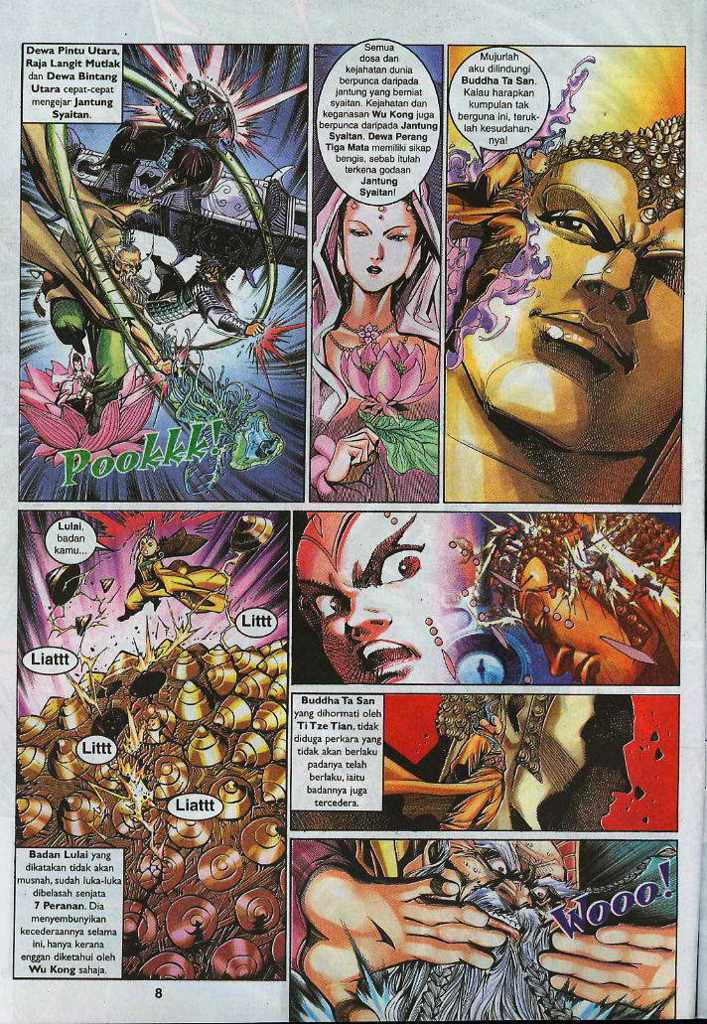 Dewa Pintu Utara,
Raja Langit Mutlak
dan Dewa Bintang
Utara cepat-cepat
mengejar Jantung
Syaitan.
Pookkk!
Semua
dosa dan
kejahatan dunia
berpunca daripada
jantung yang berniat
syaitan. Kejahatan dan
keganasan Wu Kong juga
berpunca daripada Jantung
Syaitan. Dewa Perang
Tiga Mata memiliki sikap
bengis, sebab itulah
terkena godaan
Jantung
Syaitan!
Mujurlah
aku dilindungi
Buddha Ta San.
Kalau harapkan
kumpulan tak
berguna ini, teruk-
lah kesudahan-
nya!
Lulai,
badan
kamu...
Littt
Liattt
Littt
Liattt
Badan Lulai yang
dikatakan tidak akan
musnah, sudah luka-luka
dibelasah senjata
7 Peranan. Dia
menyembunyikan
kecederaannya selama
ini, hanya kerana
enggan diketahui oleh
Wu Kong sahaja.
Buddha Ta San
yang dihormati oleh
Ti Tze Tian, tidak
diduga perkara yang
tidak akan berlaku
padanya telah
berlaku, iaitu
badannya juga
tercedera.
Wooo!
8